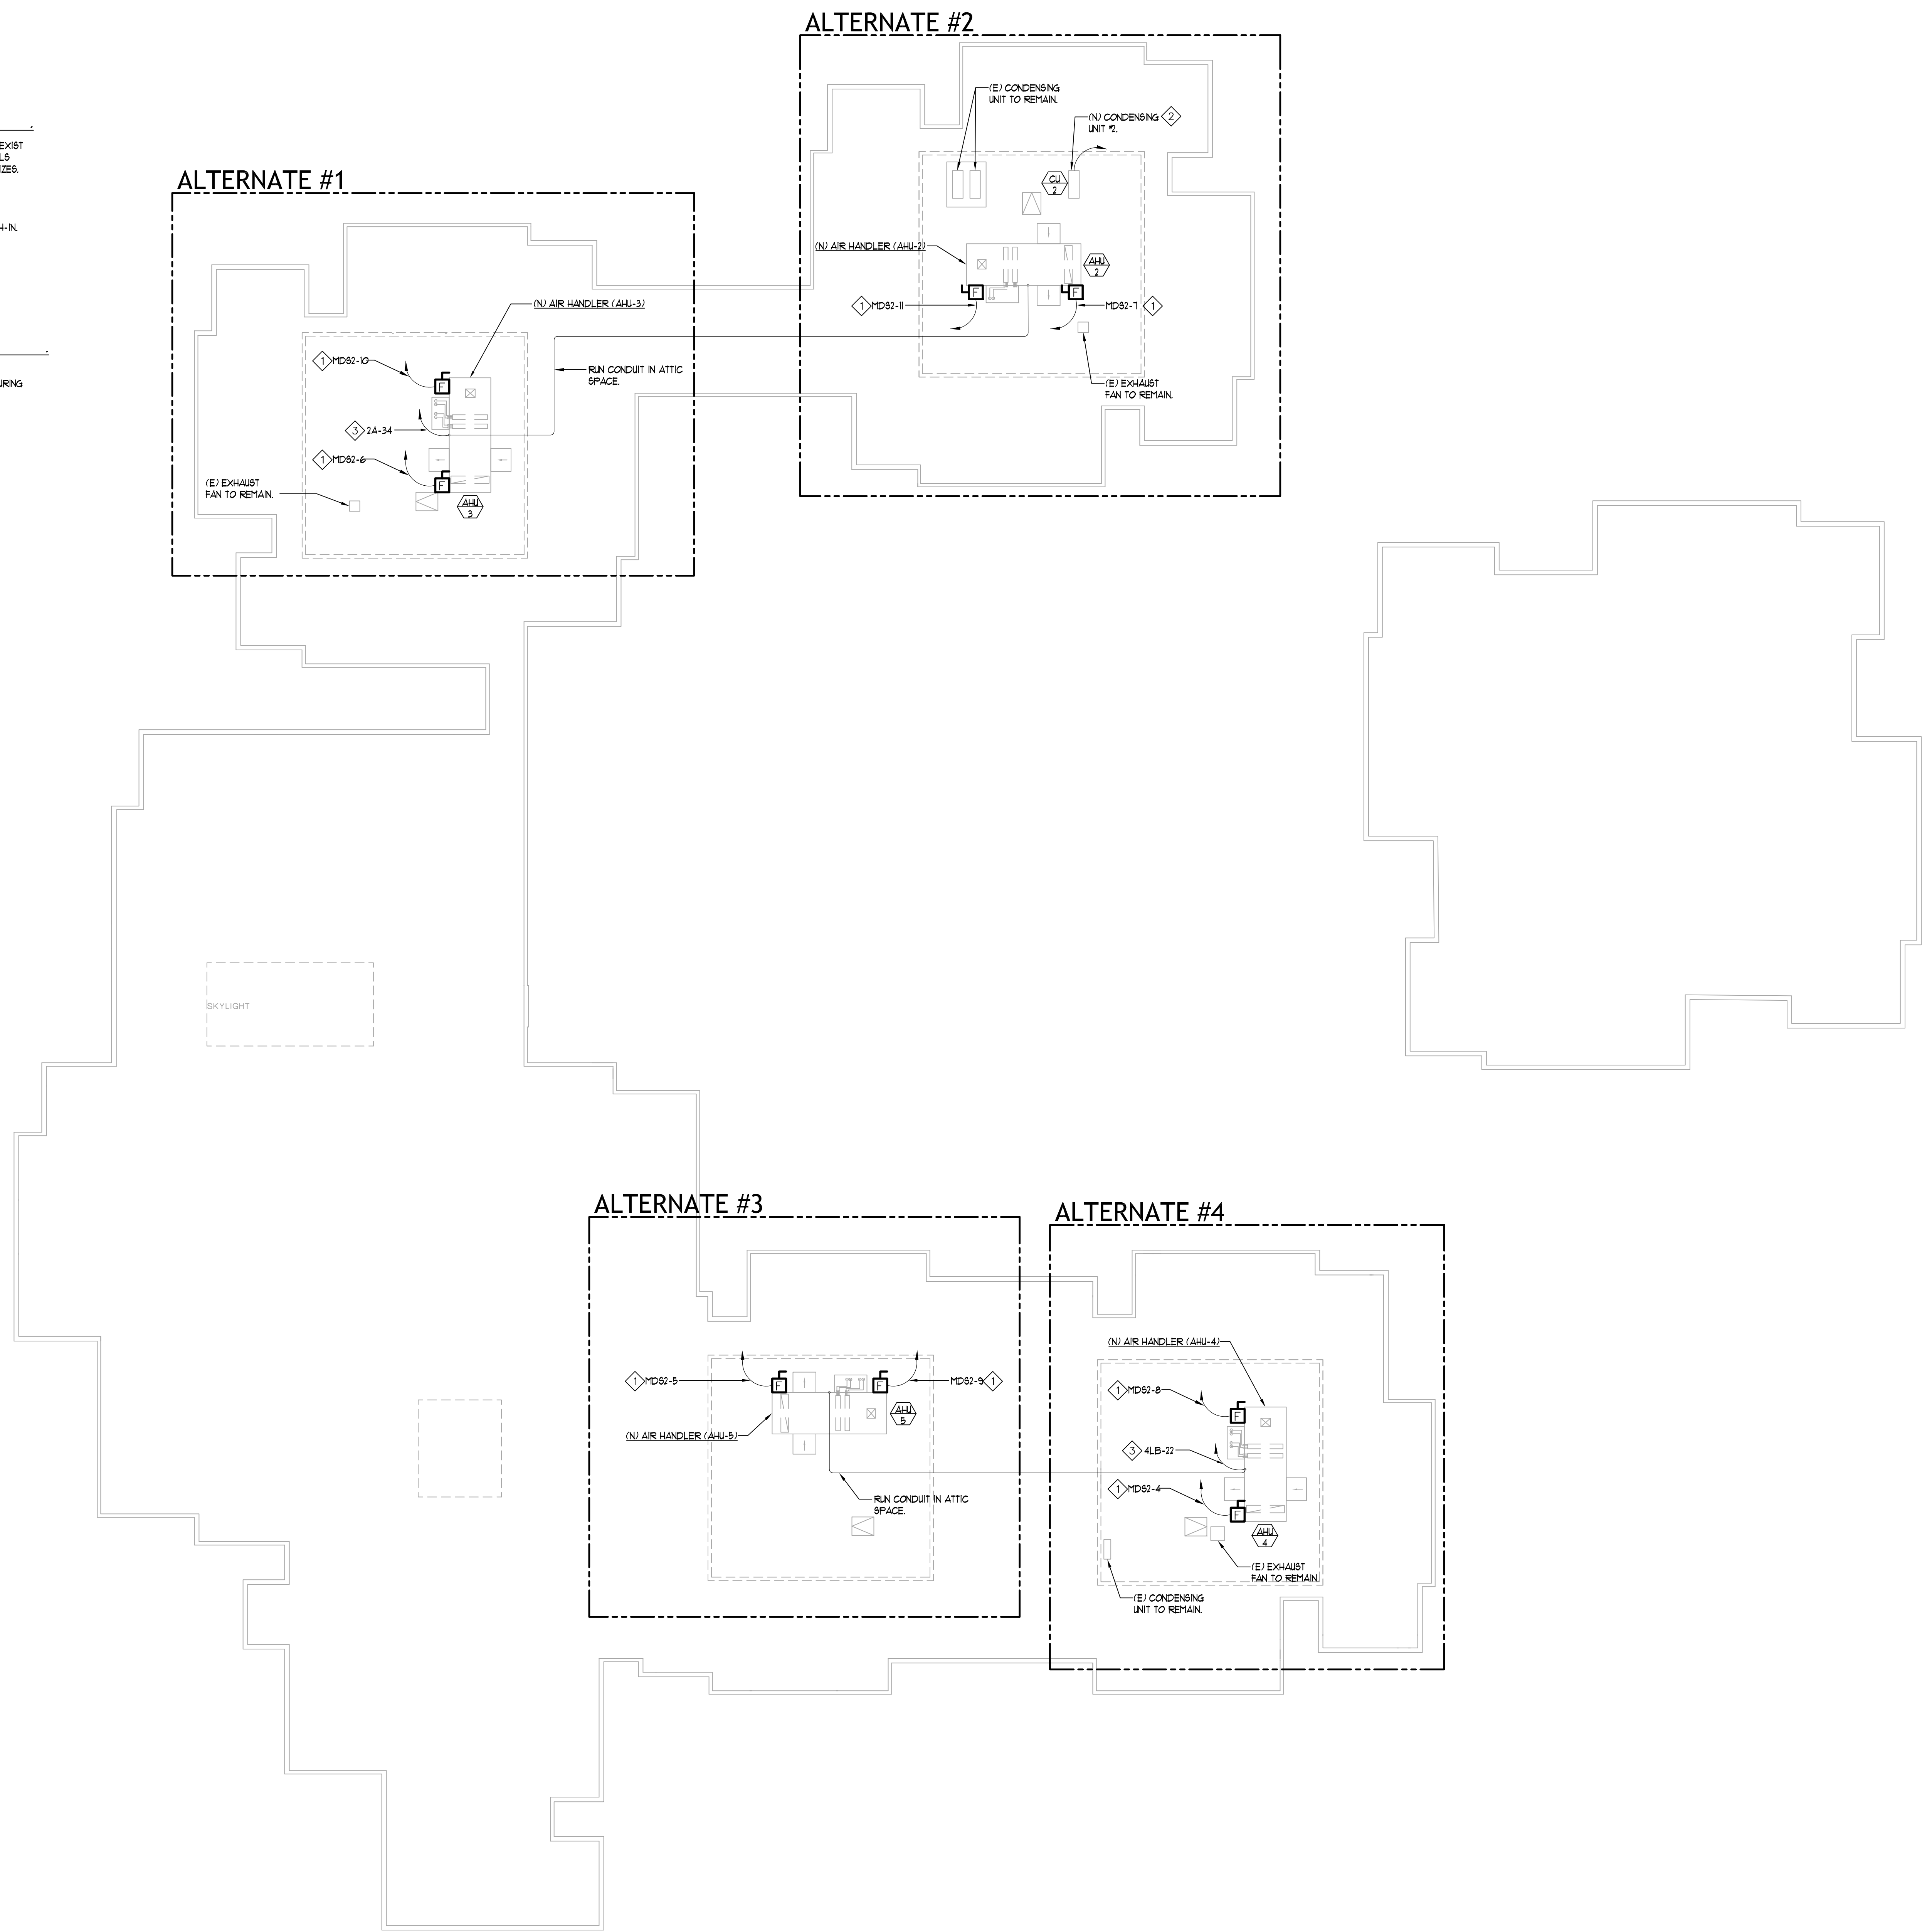 ALTERNATE #2
(E) CONDENSING
UNIT TO REMAIN.
(N) CONDENSING
UNIT #2.
2
CU
2
(N) AIR HANDLER (AHU-2)
AHU
2
F
F
1
MDS2-11
MDS2-7
1
(E) EXHAUST
FAN TO REMAIN.
EXIST
LS
IZES.
H-IN.
URING
ALTERNATE #1
(N) AIR HANDLER (AHU-3)
1
MDS2-10
F
RUN CONDUIT IN ATTIC
SPACE.
3
2A-34
1
MDS2-6
F
(E) EXHAUST
FAN TO REMAIN.
AHU
3
SKYLIGHT
ALTERNATE #3
1
MDS2-5
F
F
MDS2-9
1
AHU
5
(N) AIR HANDLER (AHU-5)
RUN CONDUIT IN ATTIC
SPACE.
ALTERNATE #4
(N) AIR HANDLER (AHU-4)
1
MDS2-8
F
3
4LB-22
1
MDS2-4
F
AHU
4
(E) EXHAUST
FAN TO REMAIN.
(E) CONDENSING
UNIT TO REMAIN.